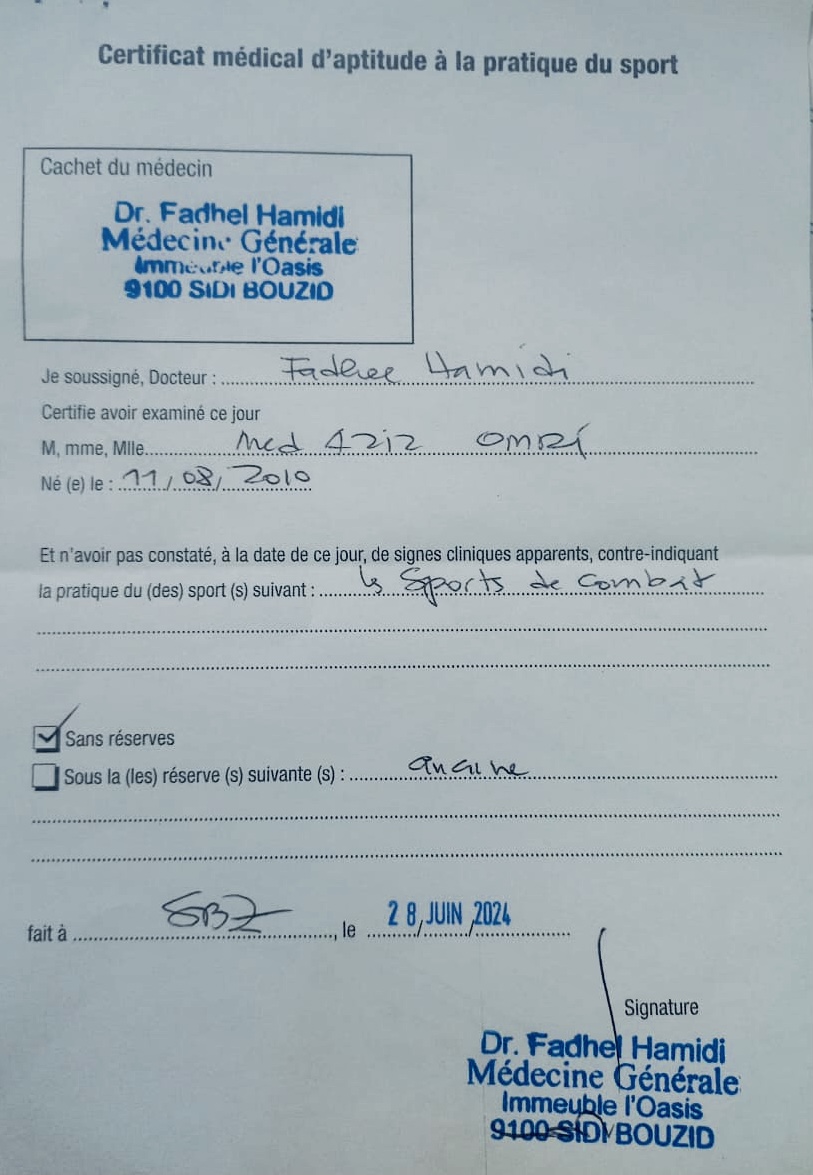 Certificat médical d'aptitude à la pratique du sport
Cachet du médecin
Dr. Fadhel Hamidi
Médecine Générale
Immeuble l'Oasis
9100 SIDI BOUZID
Je soussigné, Docteur : Fadhel Hamidi
Certifie avoir examiné ce jour
M, mme, Mlle Med Aziz OMRI
Né (e) le : 11/08/2010
Et n'avoir pas constaté, à la date de ce jour, de signes cliniques apparents, contre-indiquant
la pratique du (des) sport (s) suivant : ls Sports de Combat
Sans réserves
Sous la (les) réserve (s) suivante (s) : aucune
fait à SBZ, le 28/JUIN/2024
Signature
Dr. Fadhel Hamidi
Médecine Générale
Immeuble l'Oasis
9100 SIDI BOUZID